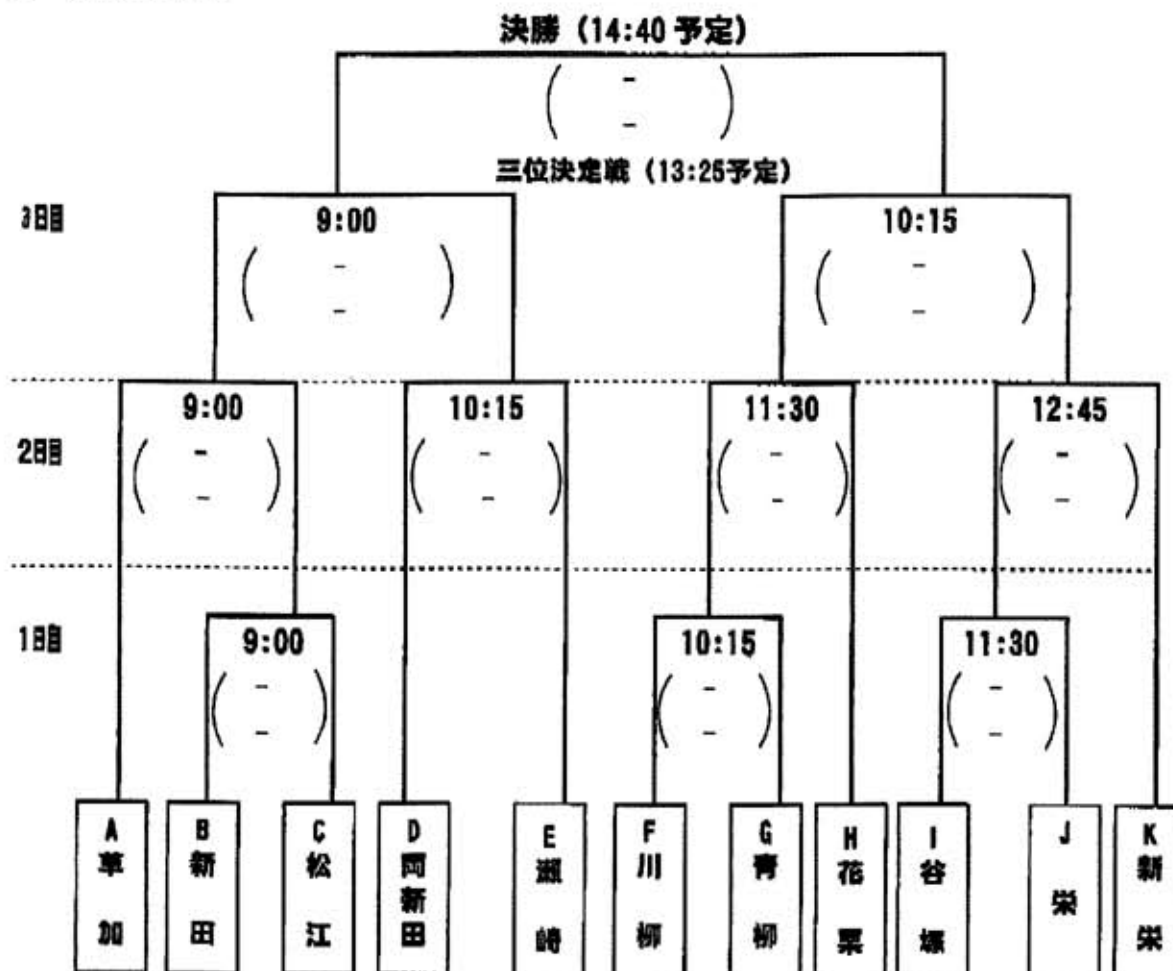 決勝 (14:40 予定)
( - - )
三位決定戦 (13:25予定)
3日目
9:00
( - - )
10:15
( - - )
2日目
9:00
( - - )
10:15
( - - )
11:30
( - - )
12:45
( - - )
1日目
9:00
( - - )
10:15
( - - )
11:30
( - - )
A 草加
B 新田
C 松江
D 両新田
E 瀬崎
F 川柳
G 青柳
H 花栗
I 谷塚
J 栄
K 新栄